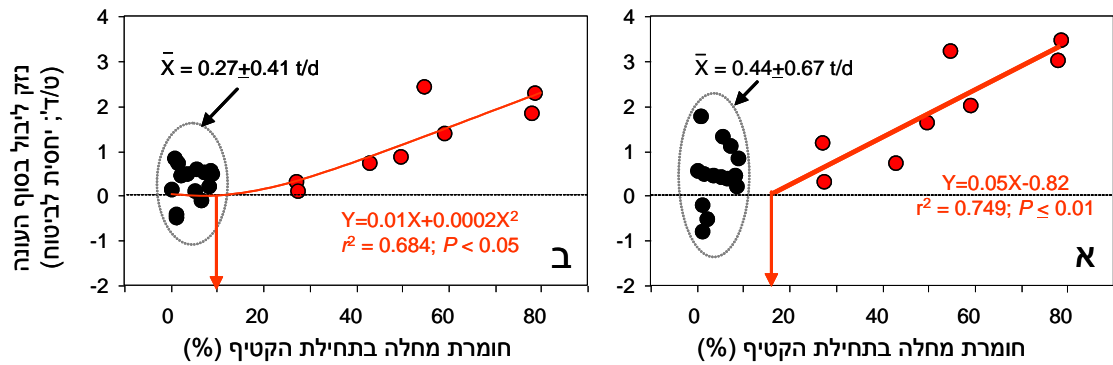 נזק ליבול בסוף העונה
(ט/ד', יחסית לביטוח)
4
3
2
1
0
-1
-2
X̄ = 0.44±0.67 t/d
Y=0.05X-0.82
r² = 0.749; P ≤ 0.01
א
0 20 40 60 80
חומרת מחלה בתחילת הקטיף (%)
4
3
2
1
0
-1
-2
X̄ = 0.27±0.41 t/d
Y=0.01X+0.0002X²
r² = 0.684; P < 0.05
ב
0 20 40 60 80
חומרת מחלה בתחילת הקטיף (%)